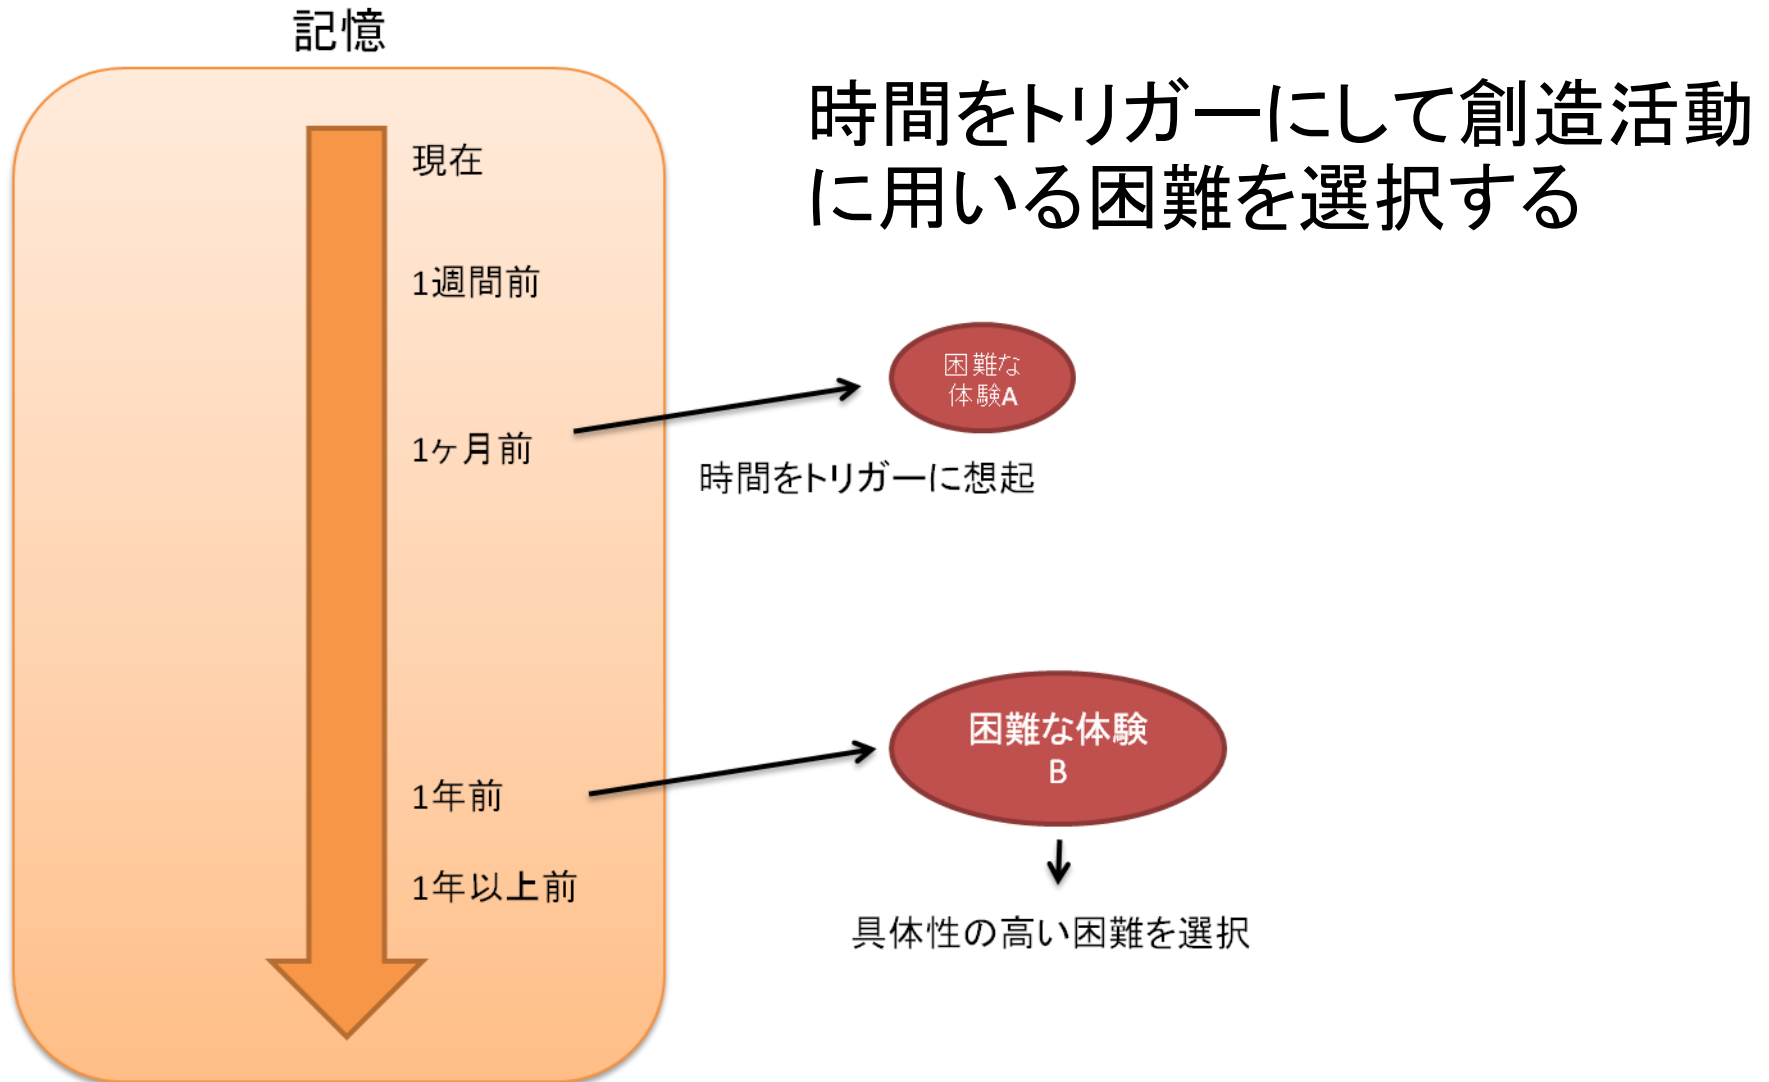 記憶
時間をトリガーにして創造活動
に用いる困難を選択する
現在
1週間前
困難な
体験A
1ヶ月前
時間をトリガーに想起
困難な体験
B
1年前
1年以上前
具体性の高い困難を選択